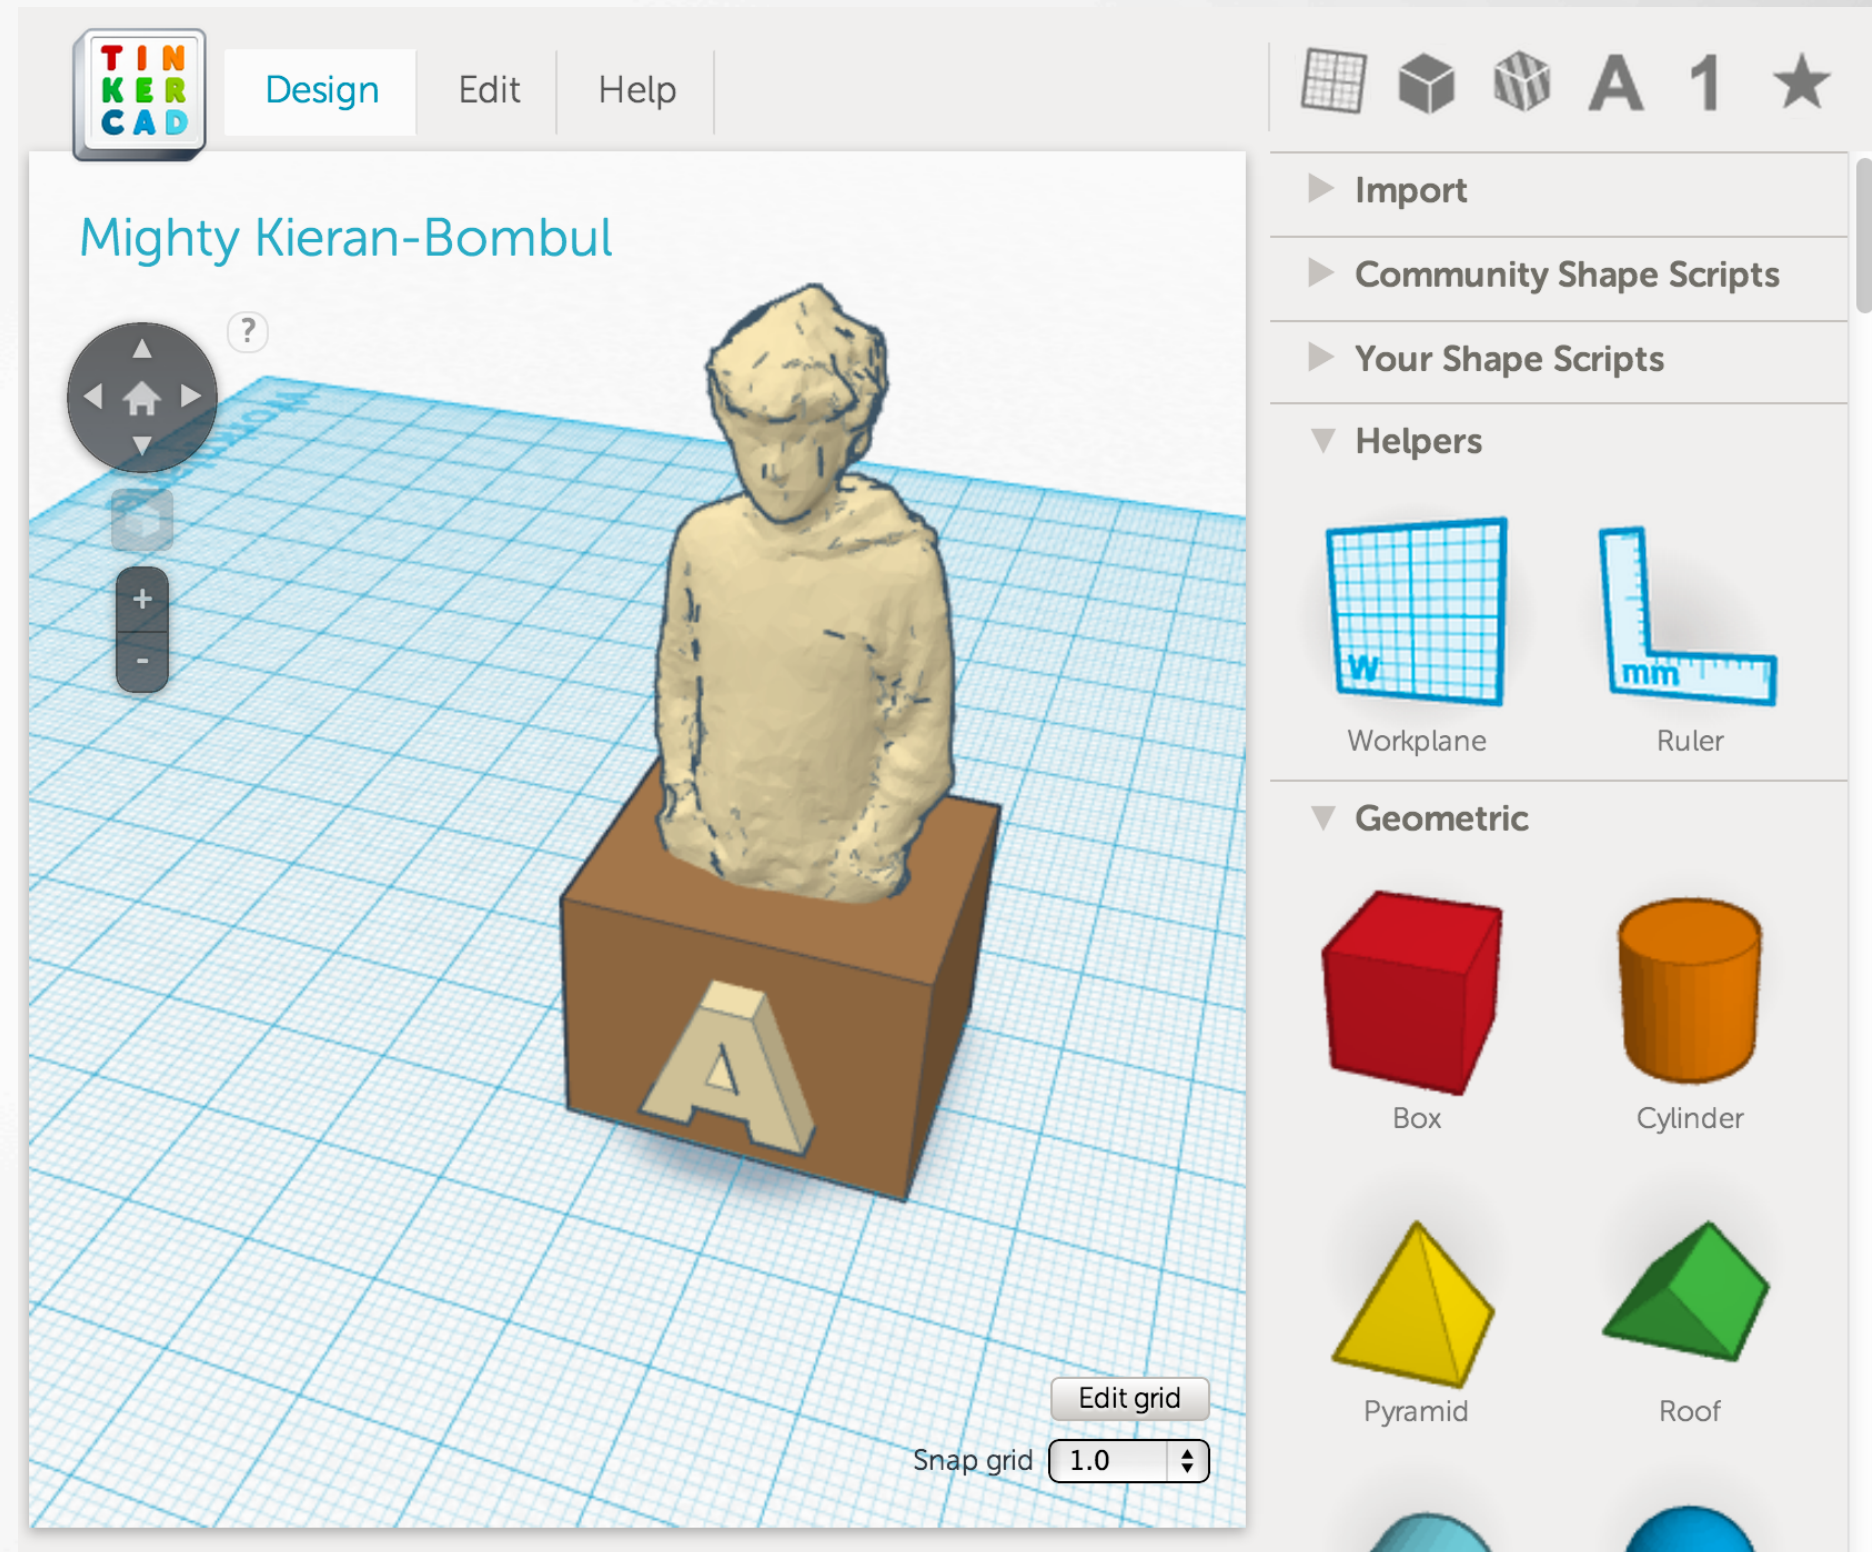 TIN
KER
CAD
Design
Edit
Help
A
1
Mighty Kieran-Bombul
?
+
-
A
Edit grid
Snap grid
1.0
Import
Community Shape Scripts
Your Shape Scripts
Helpers
W
mm
Workplane
Ruler
Geometric
Box
Cylinder
Pyramid
Roof